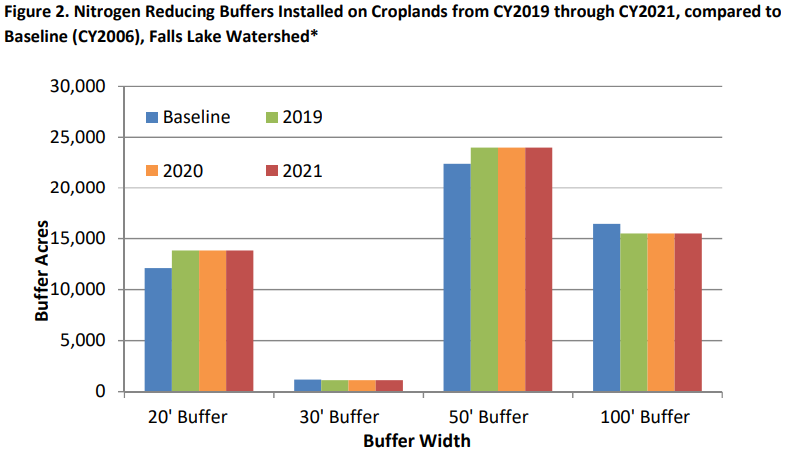 Figure 2. Nitrogen Reducing Buffers Installed on Croplands from CY2019 through CY2021, compared to
Baseline (CY2006), Falls Lake Watershed*
30,000
25,000
20,000
15,000
10,000
5,000
0
Buffer Acres
Baseline
2019
2020
2021
20' Buffer
30' Buffer
50' Buffer
100' Buffer
Buffer Width